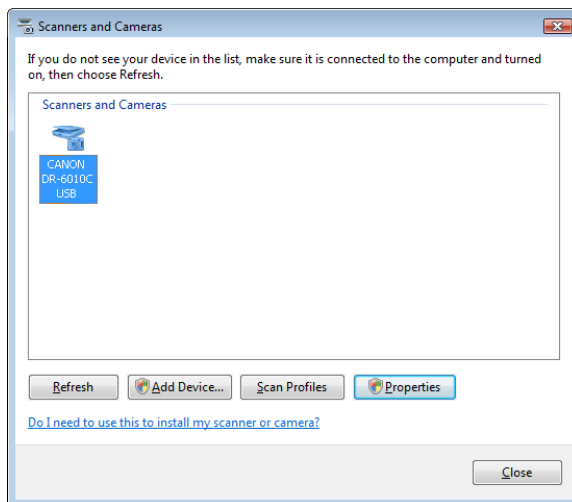 Scanners and Cameras
If you do not see your device in the list, make sure it is connected to the computer and turned
on, then choose Refresh.
Scanners and Cameras
CANON
DR-6010C
USB
Refresh
Add Device...
Scan Profiles
Properties
Do I need to use this to install my scanner or camera?
Close